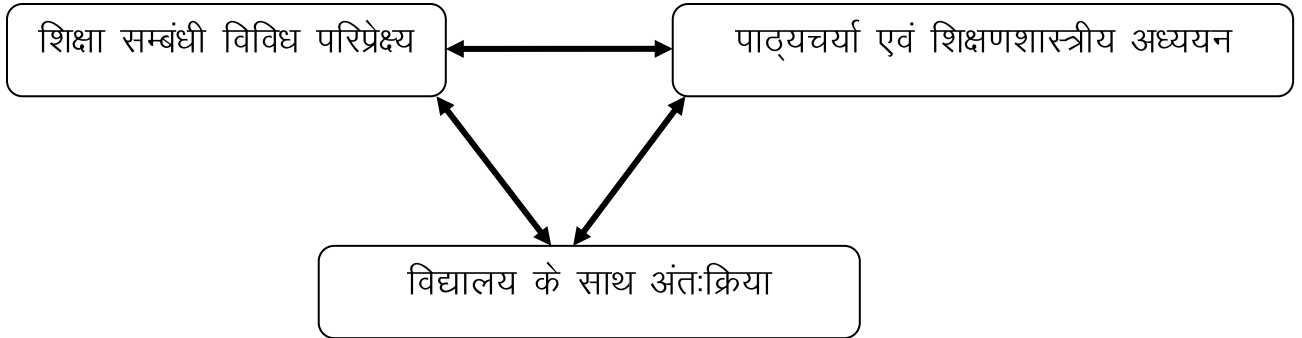 शिक्षा सम्बंधी विविध परिप्रेक्ष्य
पाठ्यचर्या एवं शिक्षणशास्त्रीय अध्ययन
विद्यालय के साथ अंतःक्रिया